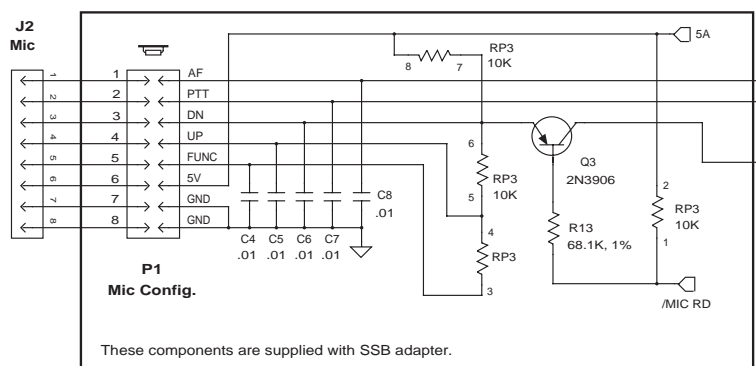 J2
Mic
5A
RP3
10K
8
7
1
1
AF
2
2
PTT
3
3
DN
4
4
UP
5
5
FUNC
6
6
5V
7
7
GND
8
8
GND
6
RP3
10K
5
4
RP3
3
Q3
2N3906
R13
68.1K, 1%
2
RP3
10K
1
C8
.01
C4
.01
C5
.01
C6
.01
C7
.01
P1
Mic Config.
/MIC RD
These components are supplied with SSB adapter.